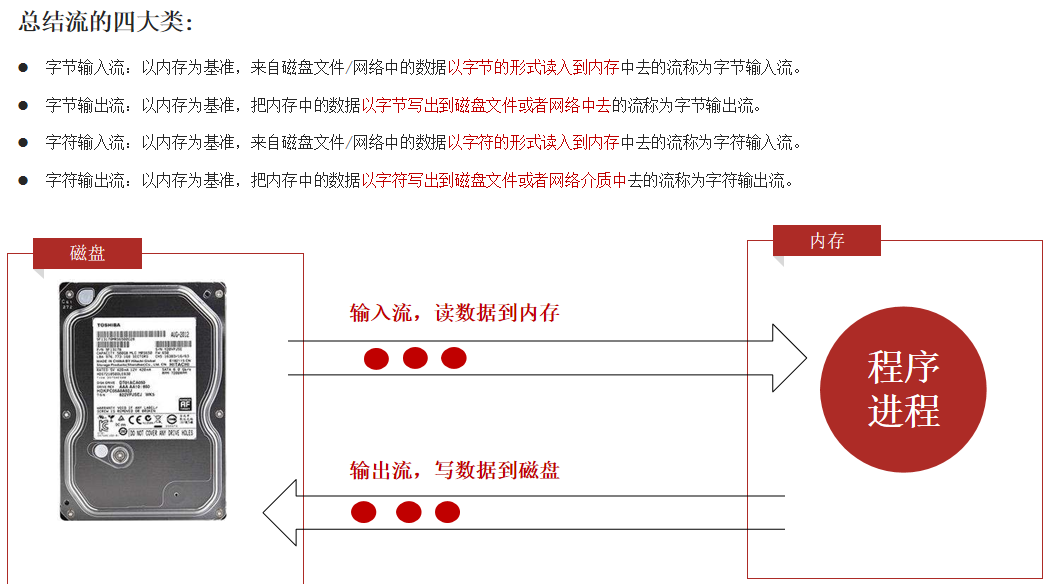 总结流的四大类:
字节输入流：以内存为基准，来自磁盘文件/网络中的数据以字节的形式读入到内存中去的流称为字节输入流。
字节输出流：以内存为基准，把内存中的数据以字节写出到磁盘文件或者网络中去的流称为字节输出流。
字符输入流：以内存为基准，来自磁盘文件/网络中的数据以字符的形式读入到内存中去的流称为字符输入流。
字符输出流：以内存为基准，把内存中的数据以字符写出到磁盘文件或者网络介质中去的流称为字符输出流。
磁盘
内存
TOSHIBA
AUG-2012
输入流，读数据到内存
程序
进程
DO NOT COVER ANY DRIVE HOLES
输出流，写数据到磁盘